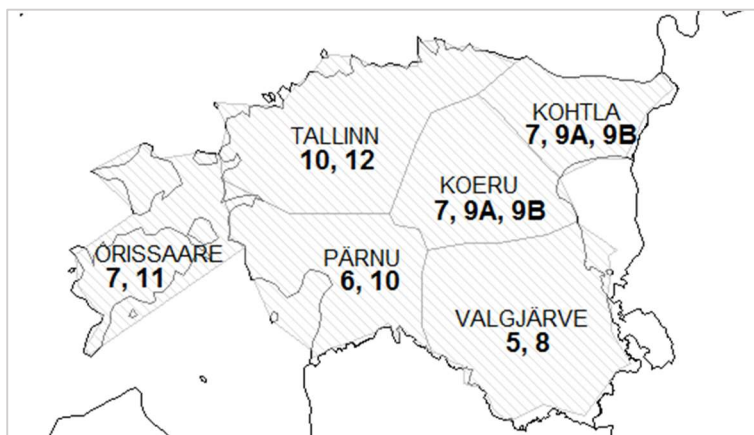 KOHTLA
7, 9A, 9B
TALLINN
10, 12
KOERU
7, 9A, 9B
ORISSAARE
7, 11
PÄRNU
6, 10
VALGJÄRVE
5, 8